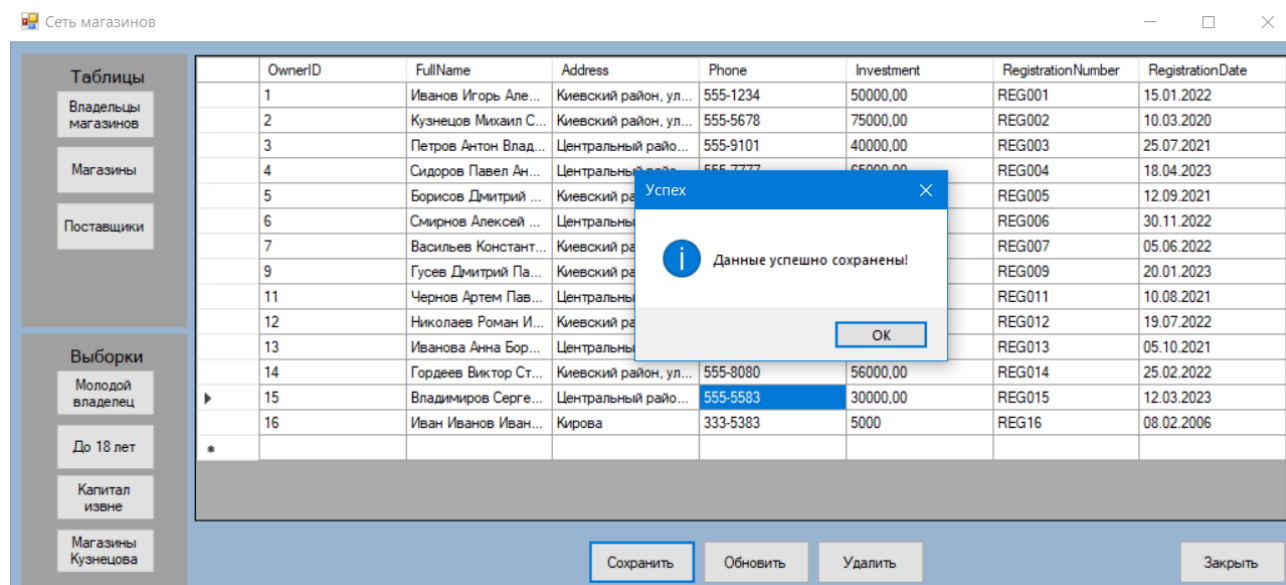 Сеть магазинов
Таблицы
Владельцы
магазинов
Магазины
Поставщики
Выборки
Молодой
владелец
До 18 лет
Капитал
извне
Магазины
Кузнецова
OwnerID FullName Address Phone Investment RegistrationNumber RegistrationDate
1 Иванов Игорь Але... Киевский район, ул... 555-1234 50000,00 REG001 15.01.2022
2 Кузнецов Михаил С... Киевский район, ул... 555-5678 75000,00 REG002 10.03.2020
3 Петров Антон Влад... Центральный райо... 555-9101 40000,00 REG003 25.07.2021
4 Сидоров Павел Ан... Центральный REG004 18.04.2023
5 Борисов Дмитрий ... Киевский ра REG005 12.09.2021
6 Смирнов Алексей ... Центральны REG006 30.11.2022
7 Васильев Констант... Киевский ра REG007 05.06.2022
9 Гусев Дмитрий Па... Киевский ра REG009 20.01.2023
11 Чернов Артем Пав... Центральны REG011 10.08.2021
12 Николаев Роман И... Киевский ра REG012 19.07.2022
13 Иванова Анна Бор... Центральны REG013 05.10.2021
14 Гордеев Виктор Ст... Киевский район, ул... 555-8080 56000,00 REG014 25.02.2022
15 Владимиров Серге... Центральный райо... 555-5583 30000,00 REG015 12.03.2023
16 Иван Иванов Иван... Кирова 333-5383 5000 REG16 08.02.2006
Успех
Данные успешно сохранены!
ОК
Сохранить Обновить Удалить Закрыть